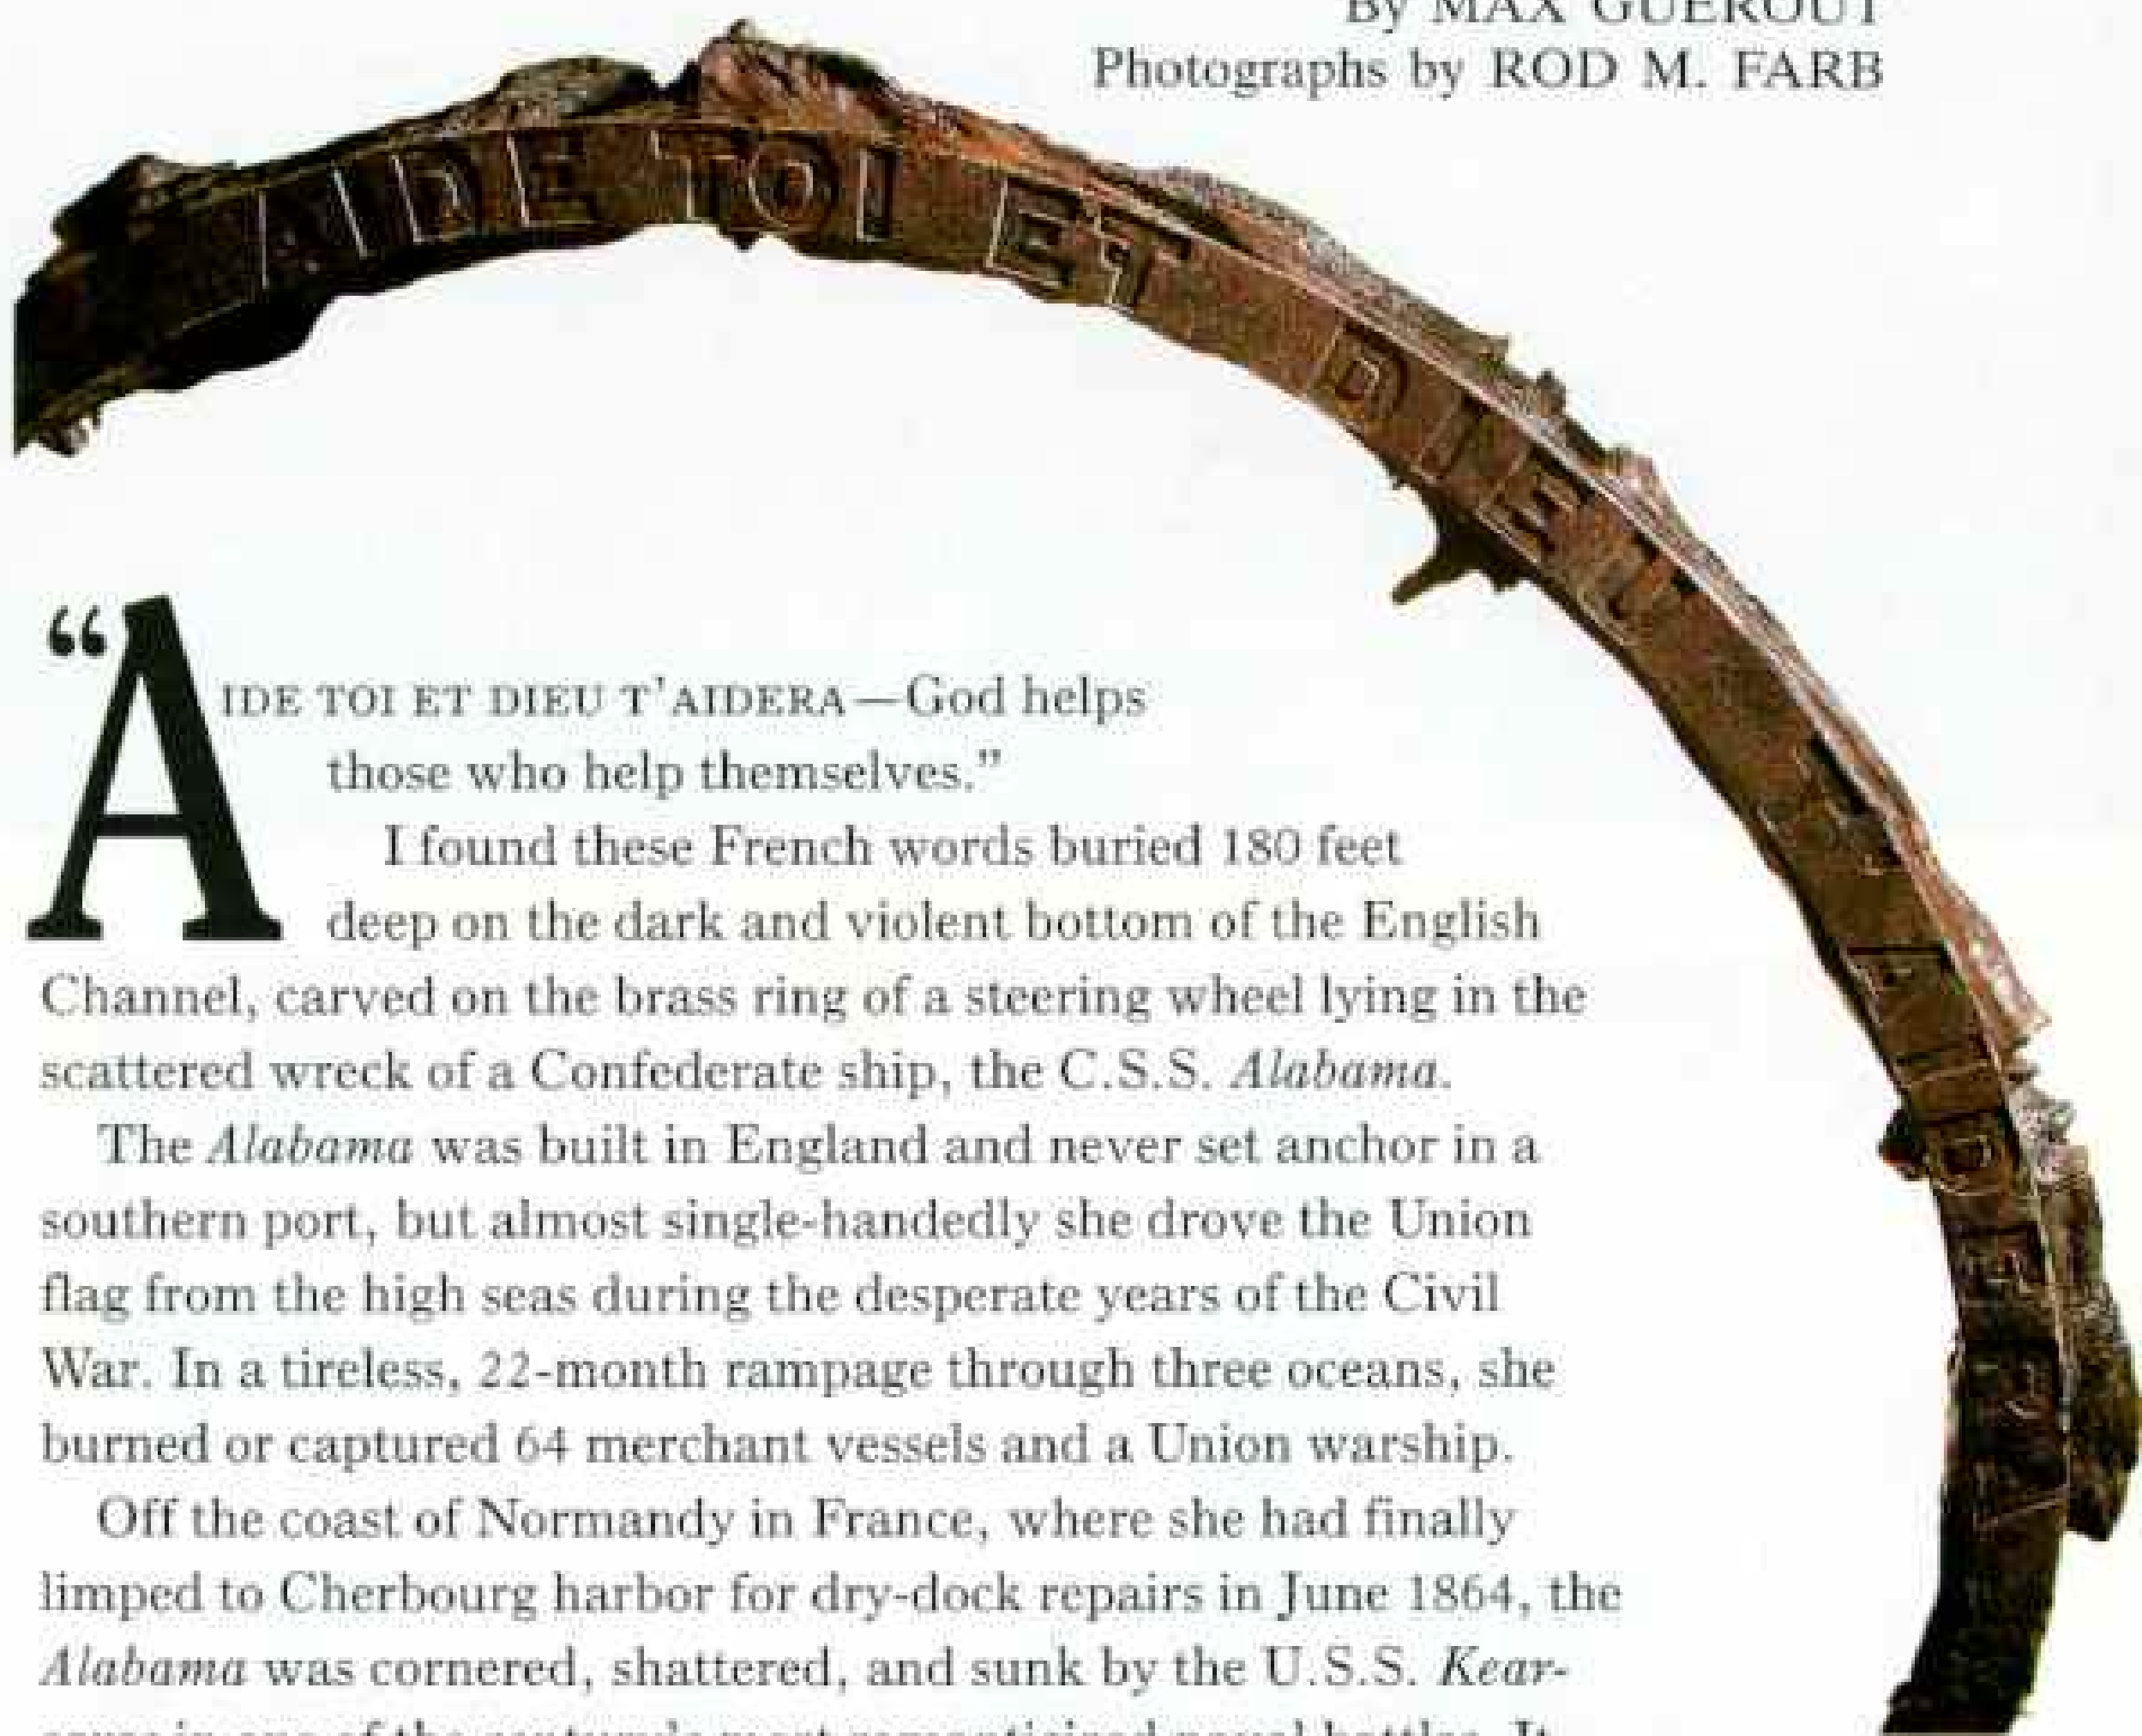 By MAX GUEROUT
Photographs by ROD M. FARB
AIDE TOI ET DIEU T'AIDERA
“AIDE TOI ET DIEU T’AIDERA—God helps
those who help themselves.”
I found these French words buried 180 feet
deep on the dark and violent bottom of the English
Channel, carved on the brass ring of a steering wheel lying in the
scattered wreck of a Confederate ship, the C.S.S. Alabama.
The Alabama was built in England and never set anchor in a
southern port, but almost single-handedly she drove the Union
flag from the high seas during the desperate years of the Civil
War. In a tireless, 22-month rampage through three oceans, she
burned or captured 64 merchant vessels and a Union warship.
Off the coast of Normandy in France, where she had finally
limped to Cherbourg harbor for dry-dock repairs in June 1864, the
Alabama was cornered, shattered, and sunk by the U.S.S. Kear-